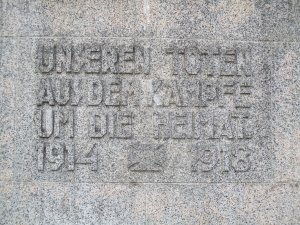 UNSEREN TOTEN
AUS DEM KAMPFE
UM DIE HEIMAT.
1914 1918